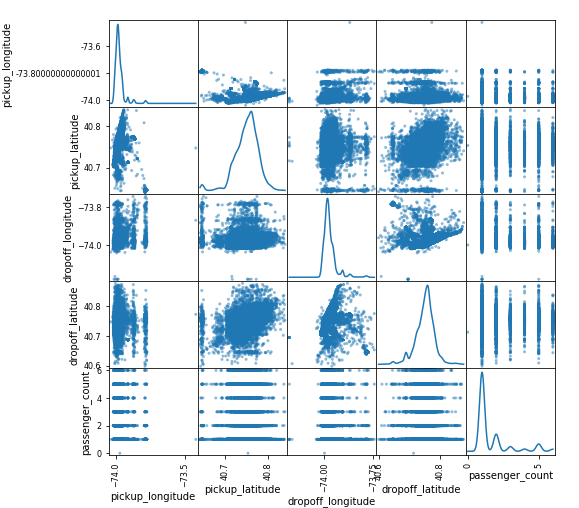 pickup_longitude
-73.6
-73.80000000000001
-74.0
pickup_latitude
40.8
40.7
dropoff_longitude
-73.8
-74.0
dropoff_latitude
40.8
40.7
40.6
passenger_count
6
4
2
0
−74.0
−73.5
40.7
40.8
−74.00
−73.75
40.6
40.8
0
5
pickup_longitude
pickup_latitude
dropoff_longitude
dropoff_latitude
passenger_count